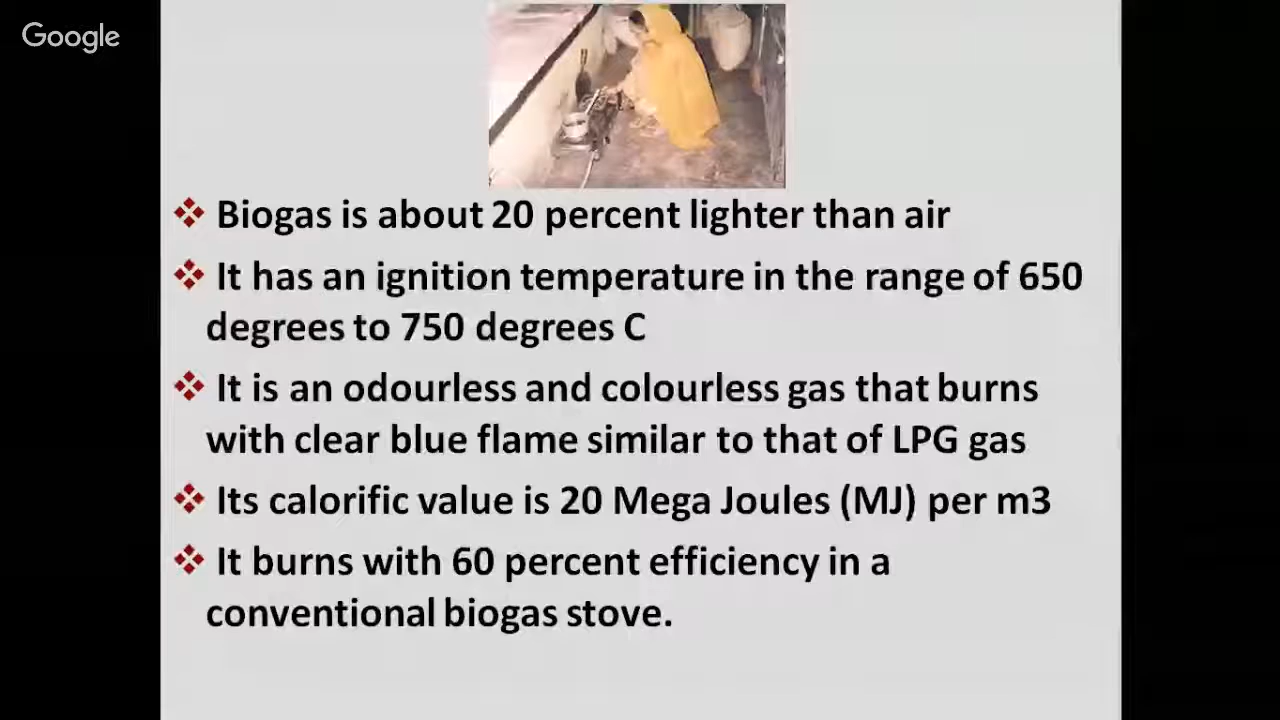 Google
❖ Biogas is about 20 percent lighter than air
❖ It has an ignition temperature in the range of 650
degrees to 750 degrees C
❖ It is an odourless and colourless gas that burns
with clear blue flame similar to that of LPG gas
❖ Its calorific value is 20 Mega Joules (MJ) per m3
❖ It burns with 60 percent efficiency in a
conventional biogas stove.